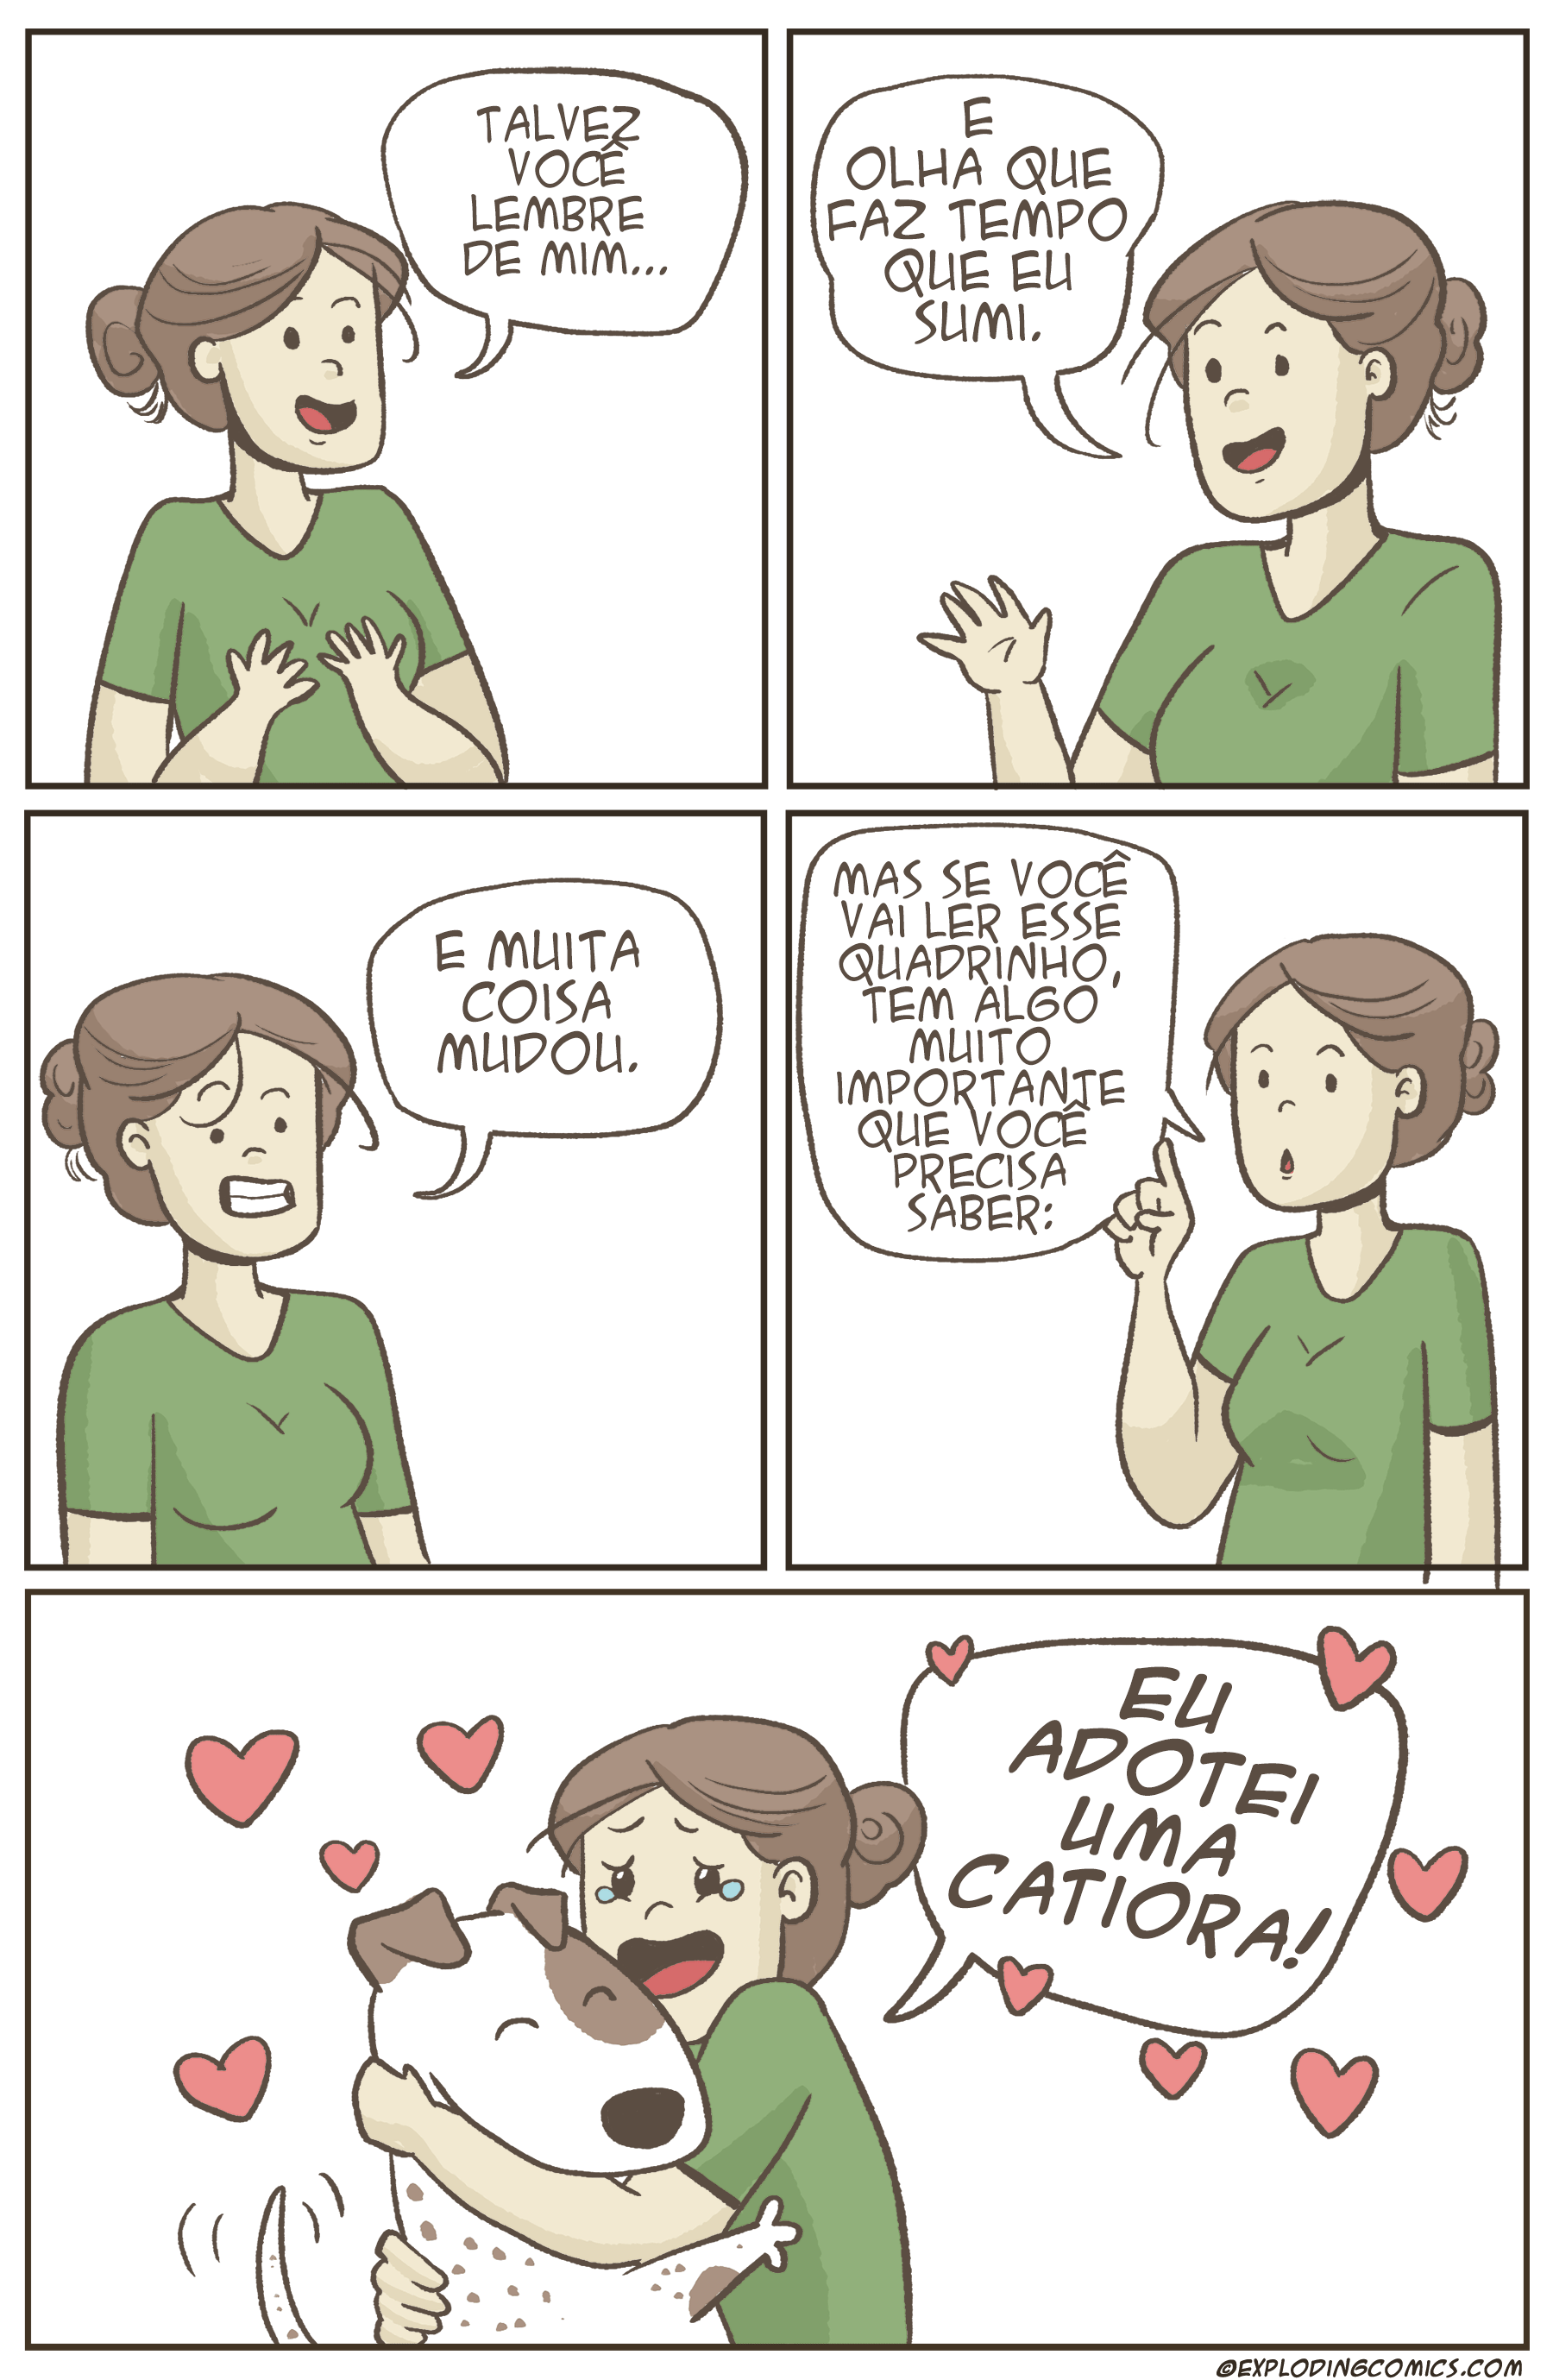 TALVEZ
VOCÊ
LEMBRE
DE MIM...
E
OLHA QUE
FAZ TEMPO
QUE EU
SUMI.
E MUITA
COISA
MUDOU.
MAS SE VOCÊ
VAI LER ESSE
QUADRINHO,
TEM ALGO
MUITO
IMPORTANTE
QUE VOCÊ
PRECISA
SABER:
EU
ADOTEI
UMA
CATIORA!
©EXPLODINGCOMICS.COM